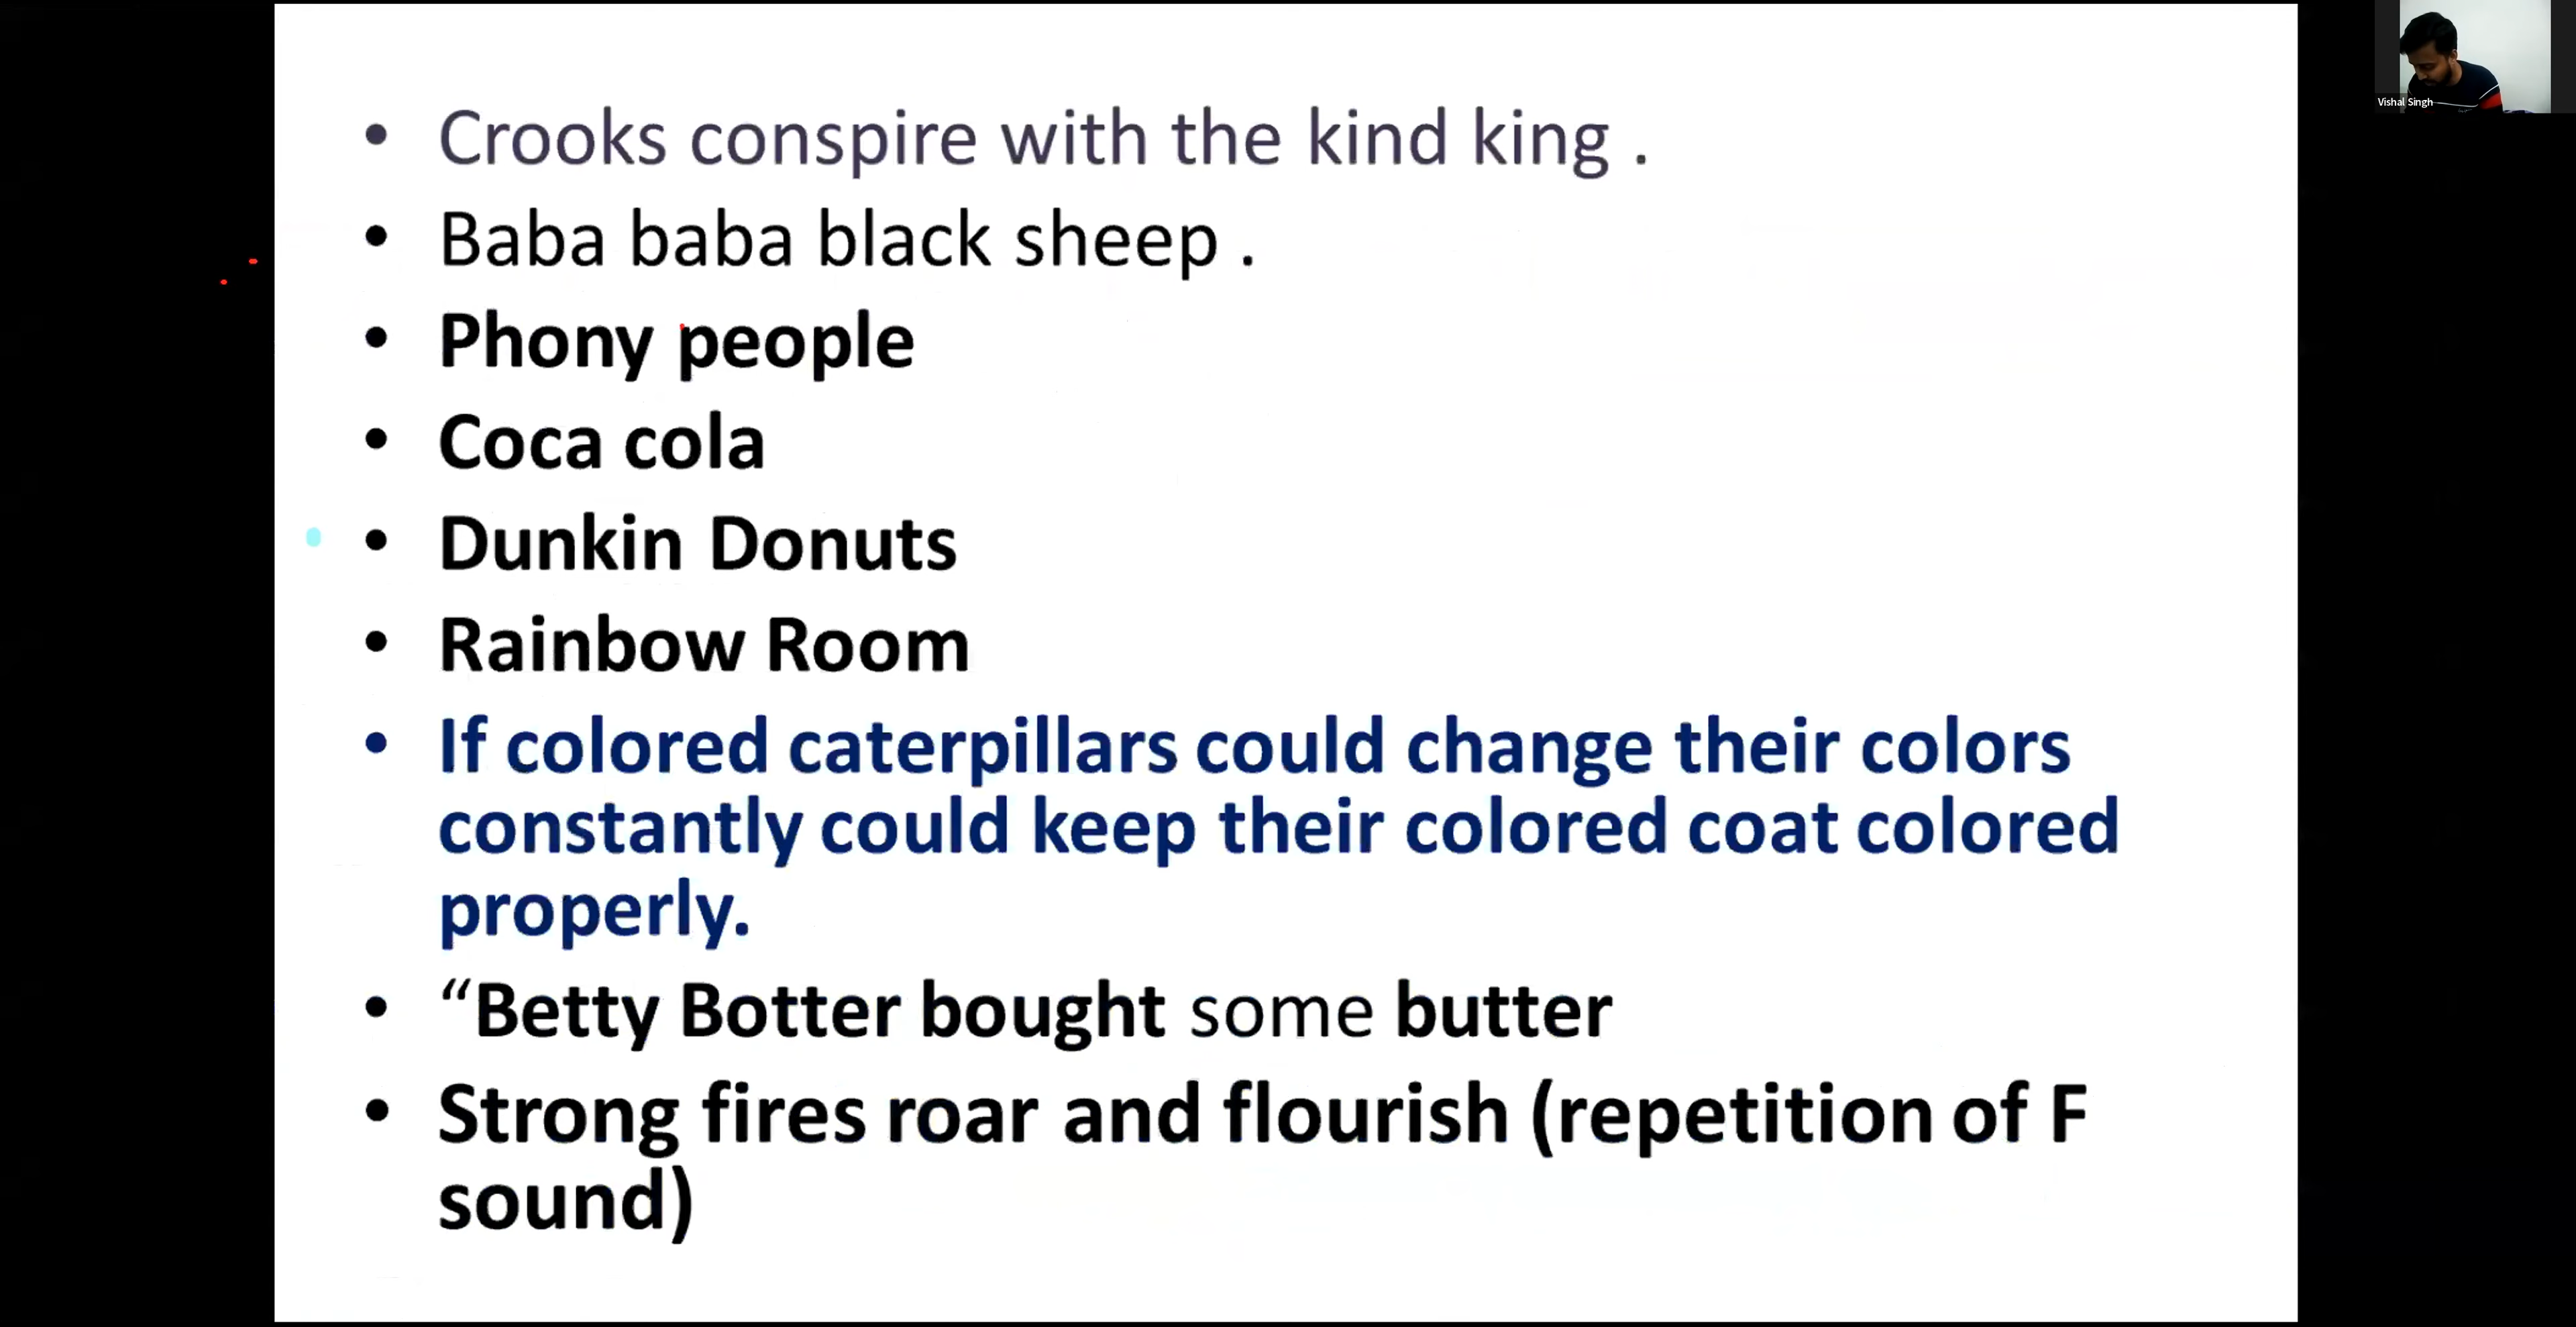 Vishal Singh
• Crooks conspire with the kind king .
• Baba baba black sheep .
• Phony people
• Coca cola
• Dunkin Donuts
• Rainbow Room
• If colored caterpillars could change their colors
constantly could keep their colored coat colored
properly.
• “Betty Botter bought some butter
• Strong fires roar and flourish (repetition of F
sound)